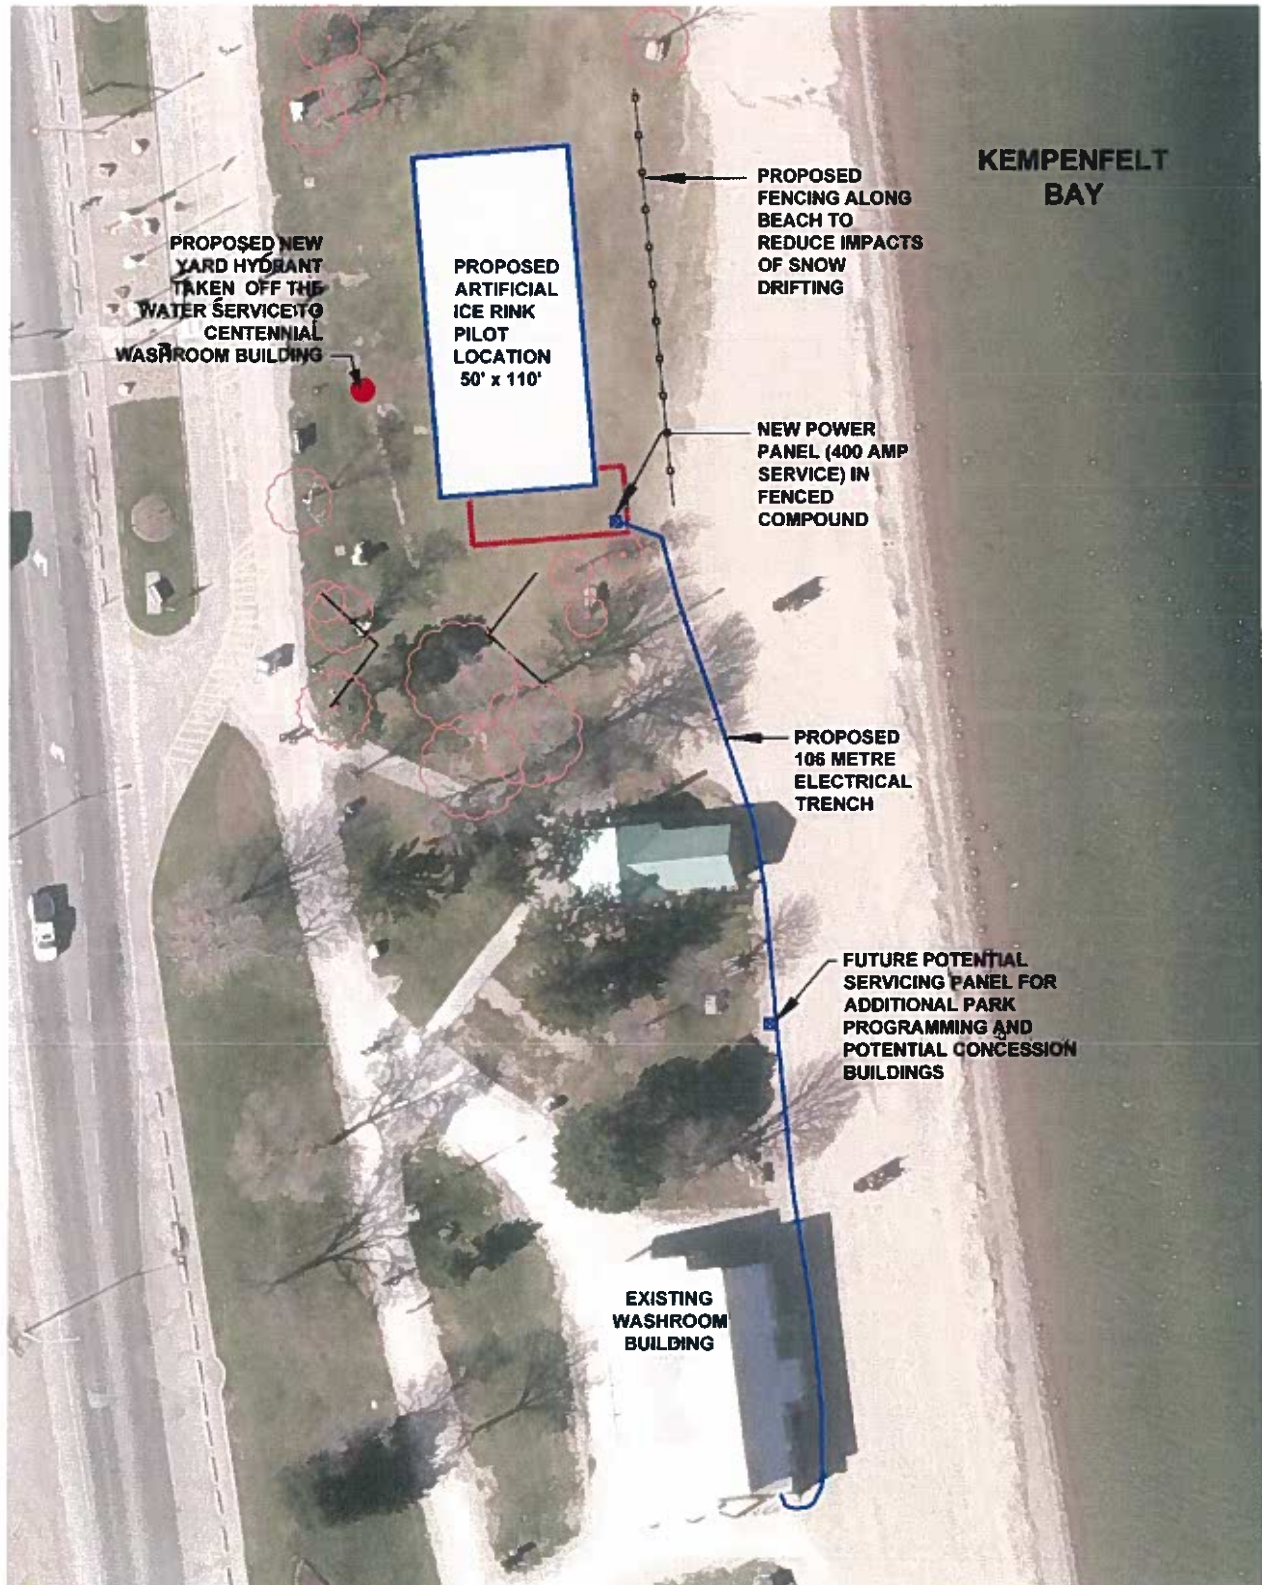 KEMPENFELT
BAY
PROPOSED
FENCING ALONG
BEACH TO
REDUCE IMPACTS
OF SNOW
DRIFTING
PROPOSED NEW
YARD HYDRANT
TAKEN OFF THE
WATER SERVICE TO
CENTENNIAL
WASHROOM BUILDING
PROPOSED
ARTIFICIAL
ICE RINK
PILOT
LOCATION
50' x 110'
NEW POWER
PANEL (400 AMP
SERVICE) IN
FENCED
COMPOUND
PROPOSED
106 METRE
ELECTRICAL
TRENCH
FUTURE POTENTIAL
SERVICING PANEL FOR
ADDITIONAL PARK
PROGRAMMING AND
POTENTIAL CONCESSION
BUILDINGS
EXISTING
WASHROOM
BUILDING